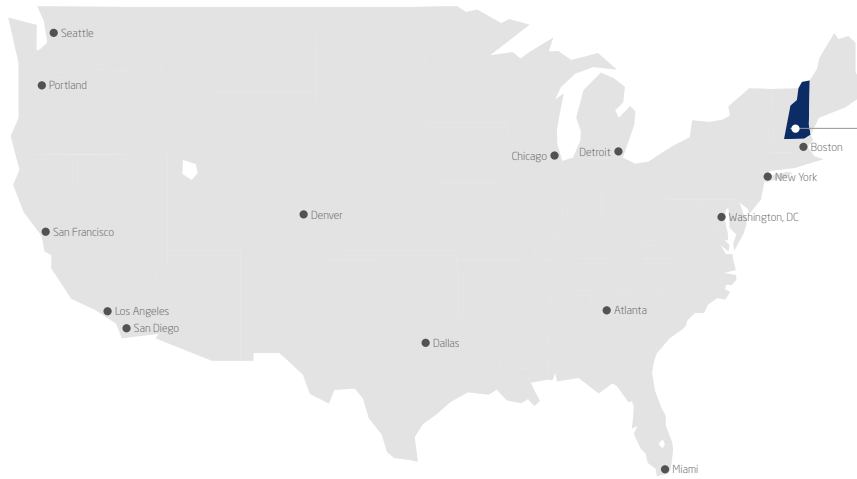 Seattle
Portland
Boston
Chicago
Detroit
New York
Denver
Washington, DC
San Francisco
Los Angeles
Atlanta
San Diego
Dallas
Miami